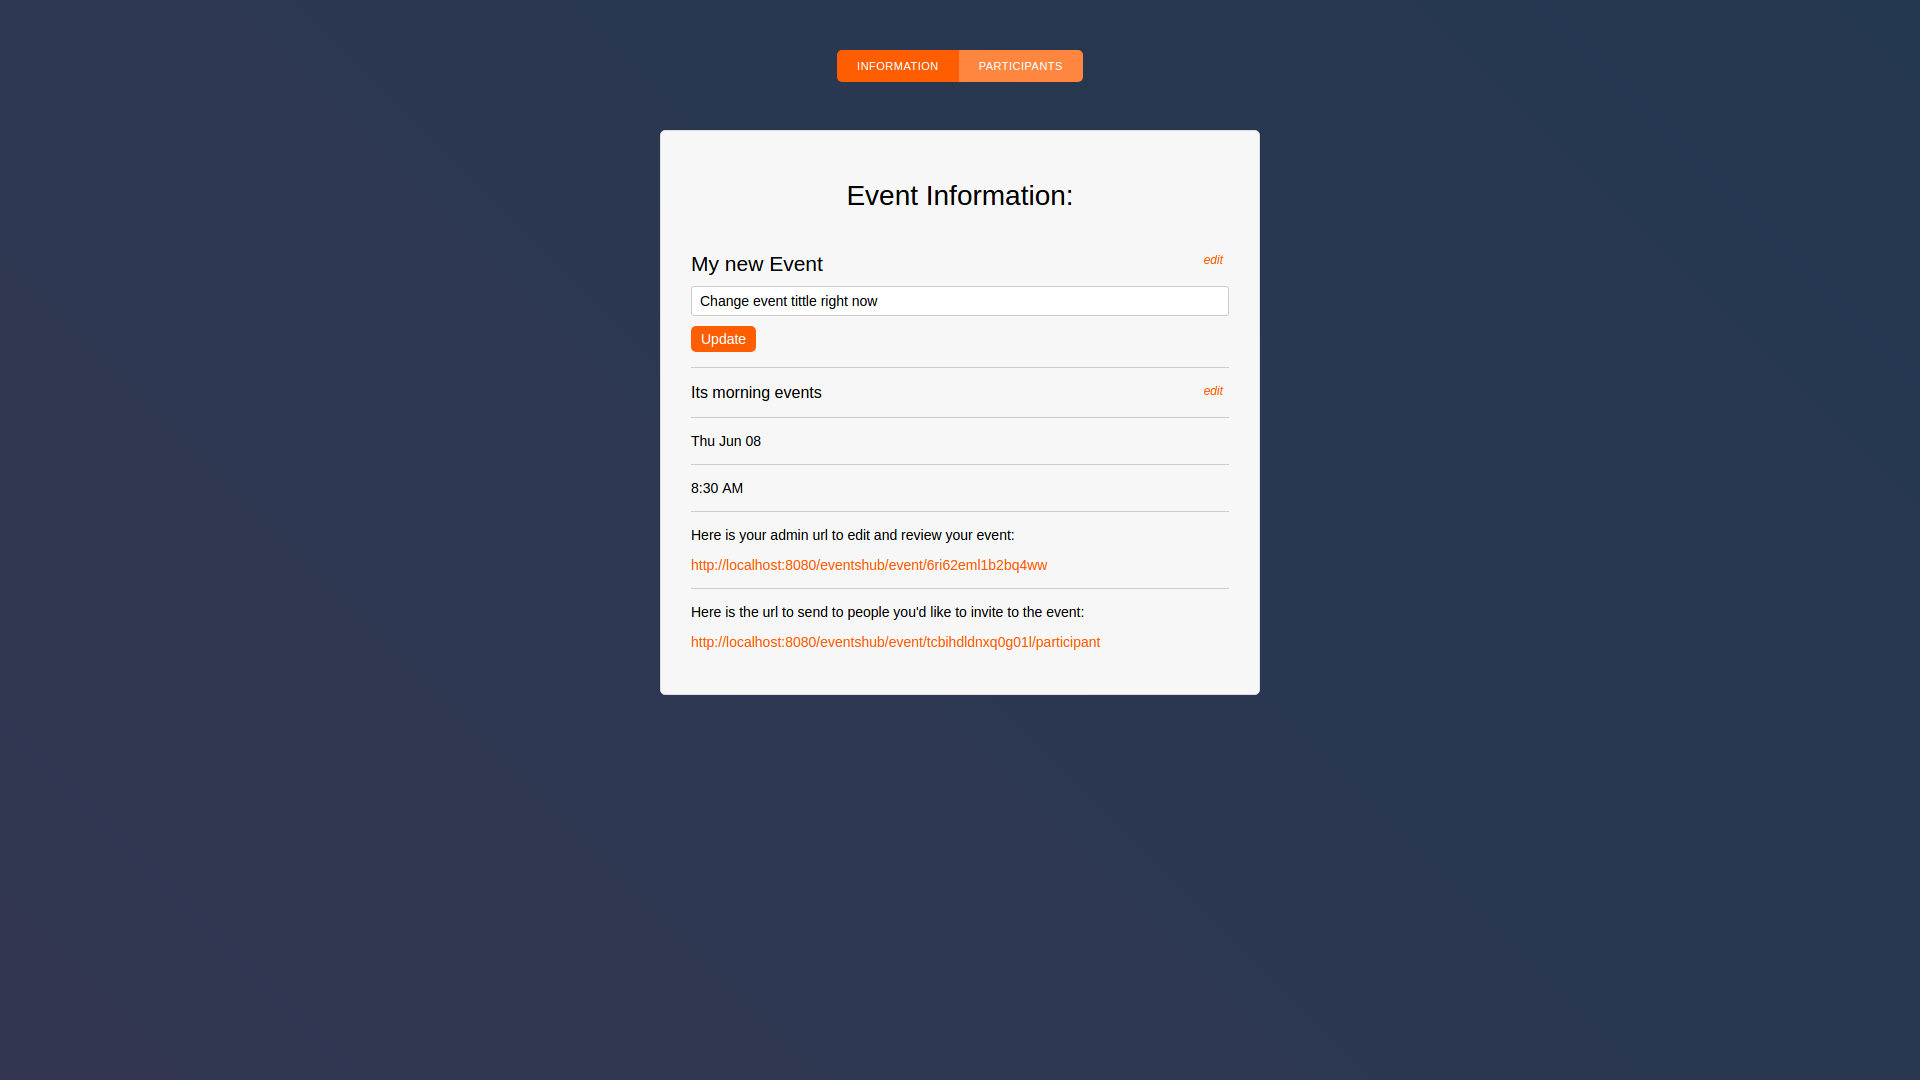 INFORMATION PARTICIPANTS
Event Information:
My new Event edit
Change event tittle right now
Update
Its morning events edit
Thu Jun 08
8:30 AM
Here is your admin url to edit and review your event:
http://localhost:8080/eventshub/event/6ri62eml1b2bq4ww
Here is the url to send to people you'd like to invite to the event:
http://localhost:8080/eventshub/event/tcbihdldnxq0g01l/participant